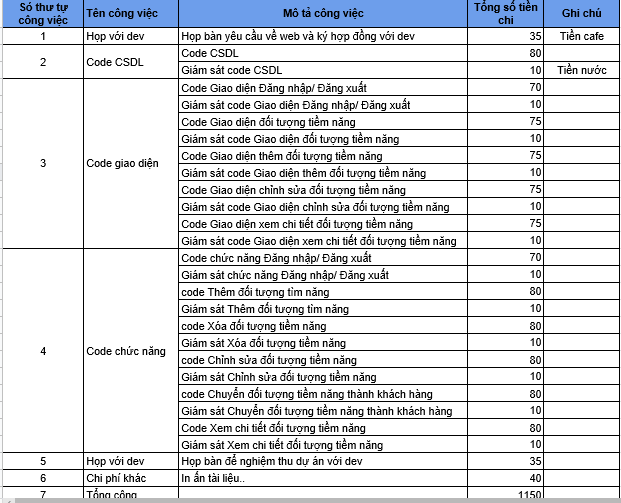 Số thư tự công việc Tên công việc Mô tả công việc Tổng số tiền chi Ghi chú
1 Họp với dev Họp bàn yêu cầu về web và ký hợp đồng với dev 35 Tiền cafe
2 Code CSDL Code CSDL 80
Giám sát code CSDL 10 Tiền nước
3 Code giao diện Code Giao diện Đăng nhập/ Đăng xuất 70
Giám sát code Giao diện Đăng nhập/ Đăng xuất 10
Code Giao diện đối tượng tiềm năng 75
Giám sát code Giao diện đối tượng tiềm năng 10
Code Giao diện thêm đối tượng tiềm năng 75
Giám sát code Giao diện thêm đối tượng tiềm năng 10
Code Giao diện chỉnh sửa đối tượng tiềm năng 75
Giám sát code Giao diện chỉnh sửa đối tượng tiềm năng 10
Code Giao diện xem chi tiết đối tượng tiềm năng 75
Giám sát code Giao diện xem chi tiết đối tượng tiềm năng 10
4 Code chức năng Code chức năng Đăng nhập/ Đăng xuất 70
Giám sát chức năng Đăng nhập/ Đăng xuất 10
code Thêm đối tượng tìm năng 80
Giám sát Thêm đối tượng tìm năng 10
code Xóa đối tượng tiềm năng 80
Giám sát Xóa đối tượng tiềm năng 10
code Chỉnh sửa đối tượng tiềm năng 80
Giám sát Chỉnh sửa đối tượng tiềm năng 10
code Chuyển đối tượng tiềm năng thành khách hàng 80
Giám sát Chuyển đối tượng tiềm năng thành khách hàng 10
Code Xem chi tiết đối tượng tiềm năng 80
Giám sát Xem chi tiết đối tượng tiềm năng 10
5 Họp với dev Họp bàn để nghiệm thu dự án với dev 35
6 Chi phí khác In ấn tài liệu.. 40
7 Tổng cộng 1150